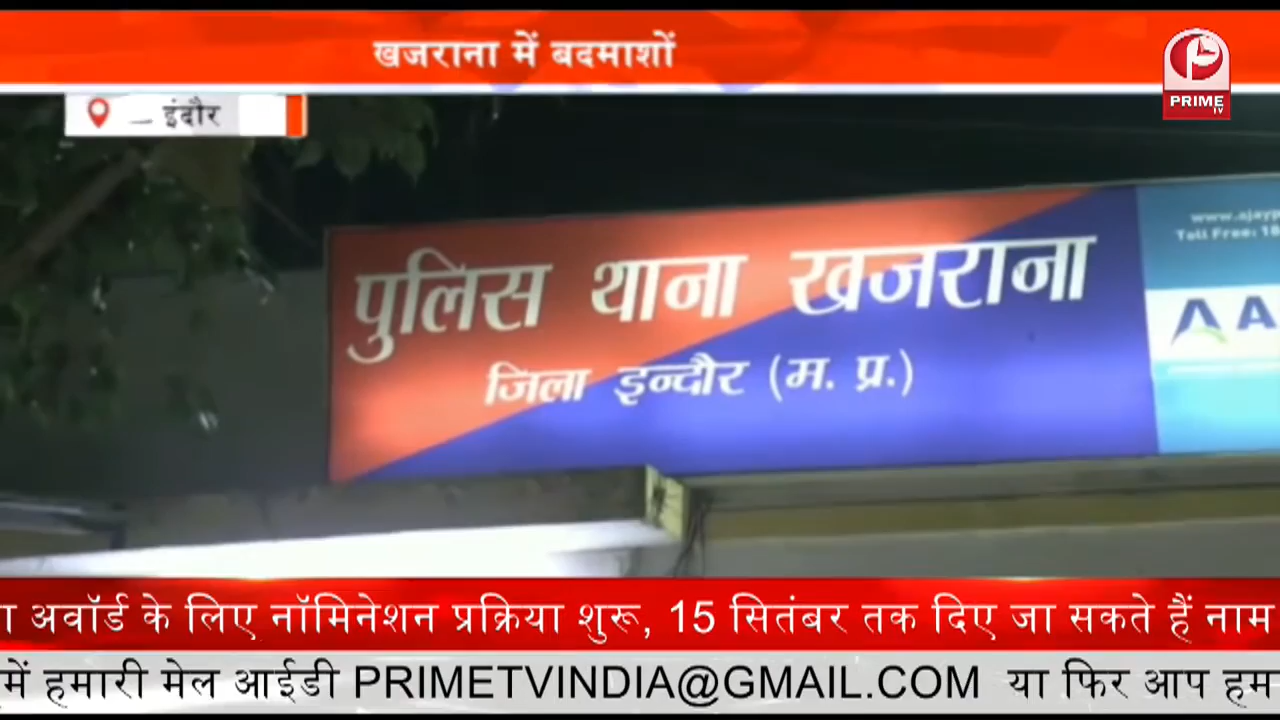 खजराना में बदमाशों
PRIME
TV
इंदौर
www.ajayp
Toll Free: 18
पुलिस थाना खजराना
जिला इन्दौर (म. प्र.)
A A
अवॉर्ड के लिए नॉमिनेशन प्रक्रिया शुरू, 15 सितंबर तक दिए जा सकते हैं नाम
में हमारी मेल आईडी PRIMETVINDIA@GMAIL.COM या फिर आप हम